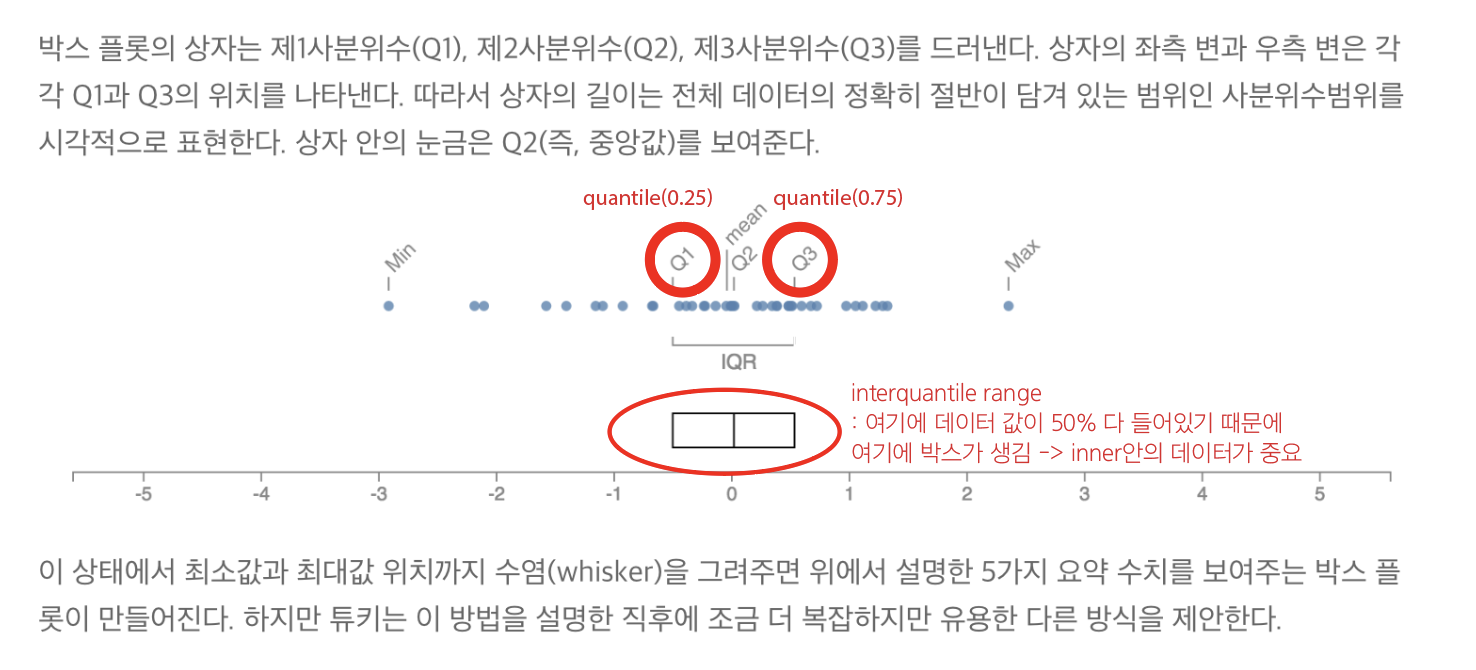 박스 플롯의 상자는 제1사분위수(Q1), 제2사분위수(Q2), 제3사분위수(Q3)를 드러낸다. 상자의 좌측 변과 우측 변은 각
각 Q1과 Q3의 위치를 나타낸다. 따라서 상자의 길이는 전체 데이터의 정확히 절반이 담겨 있는 범위인 사분위수범위를
시각적으로 표현한다. 상자 안의 눈금은 Q2(즉, 중앙값)를 보여준다.
quantile(0.25)
quantile(0.75)
Min
Q1
mean
Q2
Q3
Max
IQR
interquantile range
: 여기에 데이터 값이 50% 다 들어있기 때문에
여기에 박스가 생김 -> inner안의 데이터가 중요
-5 -4 -3 -2 -1 0 1 2 3 4 5
이 상태에서 최소값과 최대값 위치까지 수염(whisker)을 그려주면 위에서 설명한 5가지 요약 수치를 보여주는 박스 플
롯이 만들어진다. 하지만 튜키는 이 방법을 설명한 직후에 조금 더 복잡하지만 유용한 다른 방식을 제안한다.